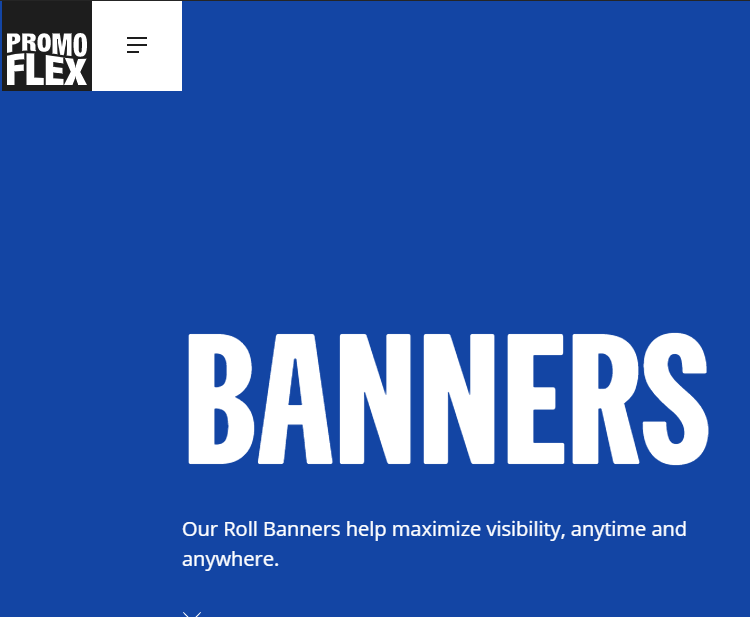 PROMO
FLEX
BANNERS
Our Roll Banners help maximize visibility, anytime and
anywhere.